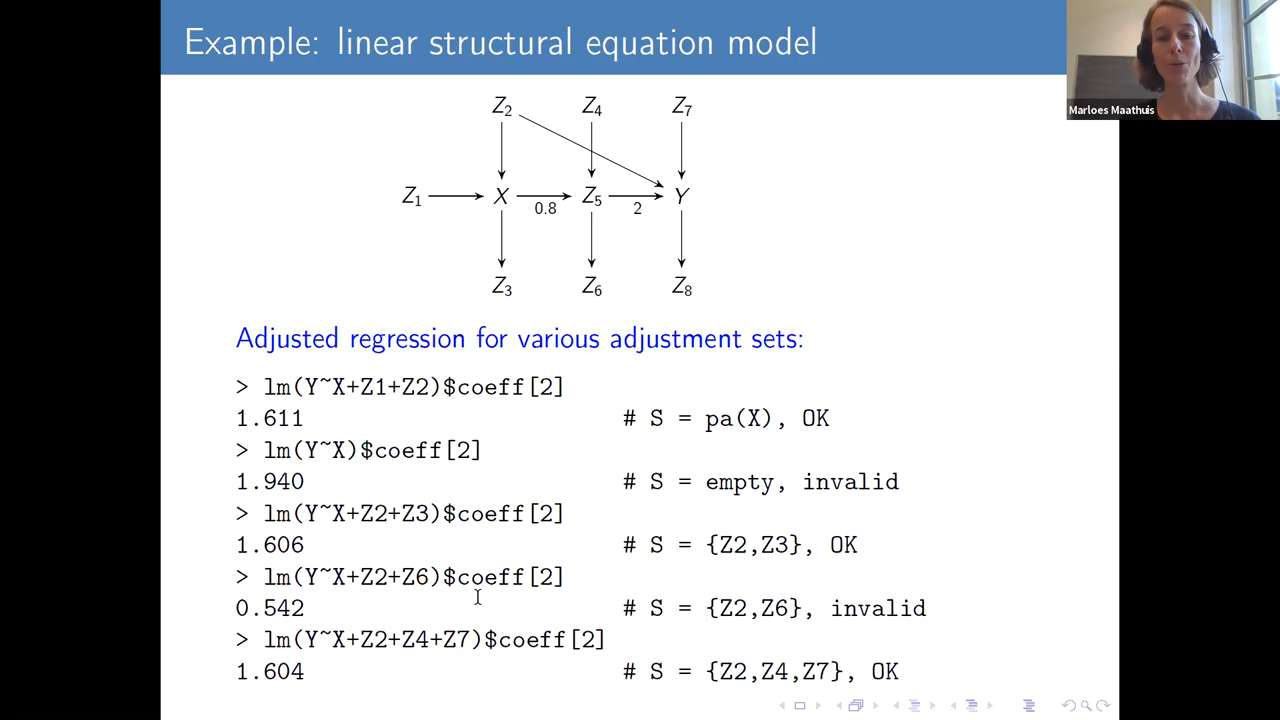 Example: linear structural equation model
Marloes Maathuis
Z2 Z4 Z7
Z1 X Z5 Y
0.8 2
Z3 Z6 Z8
Adjusted regression for various adjustment sets:
> lm(Y~X+Z1+Z2)$coeff[2]
1.611 # S = pa(X), OK
> lm(Y~X)$coeff[2]
1.940 # S = empty, invalid
> lm(Y~X+Z2+Z3)$coeff[2]
1.606 # S = {Z2,Z3}, OK
> lm(Y~X+Z2+Z6)$coeff[2]
0.542 # S = {Z2,Z6}, invalid
> lm(Y~X+Z2+Z4+Z7)$coeff[2]
1.604 # S = {Z2,Z4,Z7}, OK